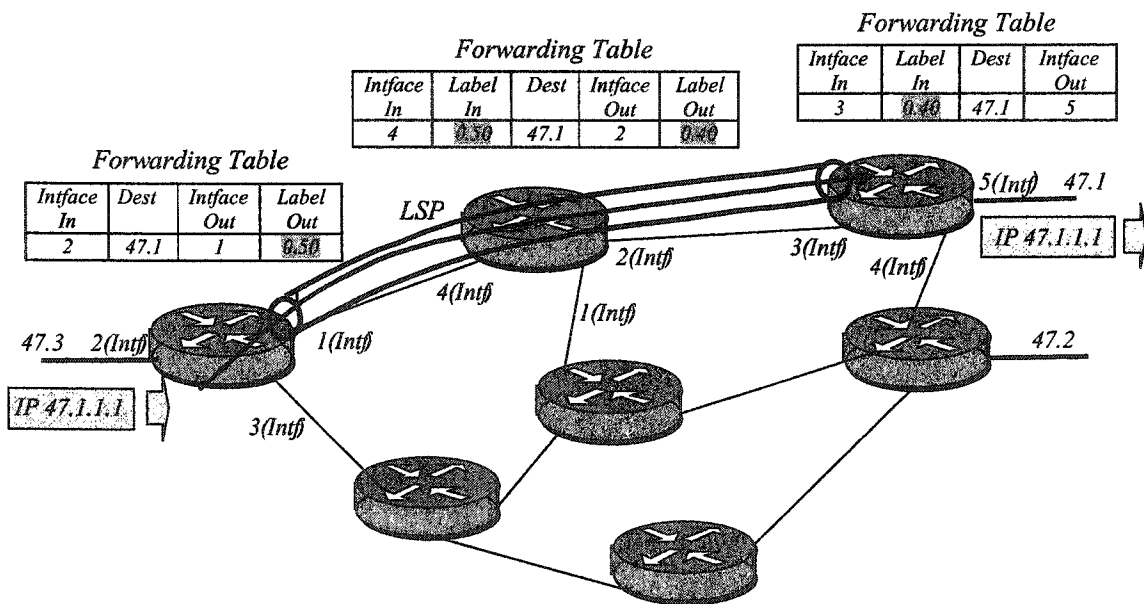 Forwarding Table
Intface In Label In Dest Intface Out
3 0.40 47.1 5
Forwarding Table
Intface In Label In Dest Intface Out Label Out
4 0.50 47.1 2 0.40
Forwarding Table
Intface In Dest Intface Out Label Out
2 47.1 1 0.50
LSP
5(Intf) 47.1
IP 47.1.1.1
2(Intf)
3(Intf)
4(Intf)
4(Intf)
1(Intf)
1(Intf)
47.3 2(Intf)
47.2
IP 47.1.1.1
3(Intf)